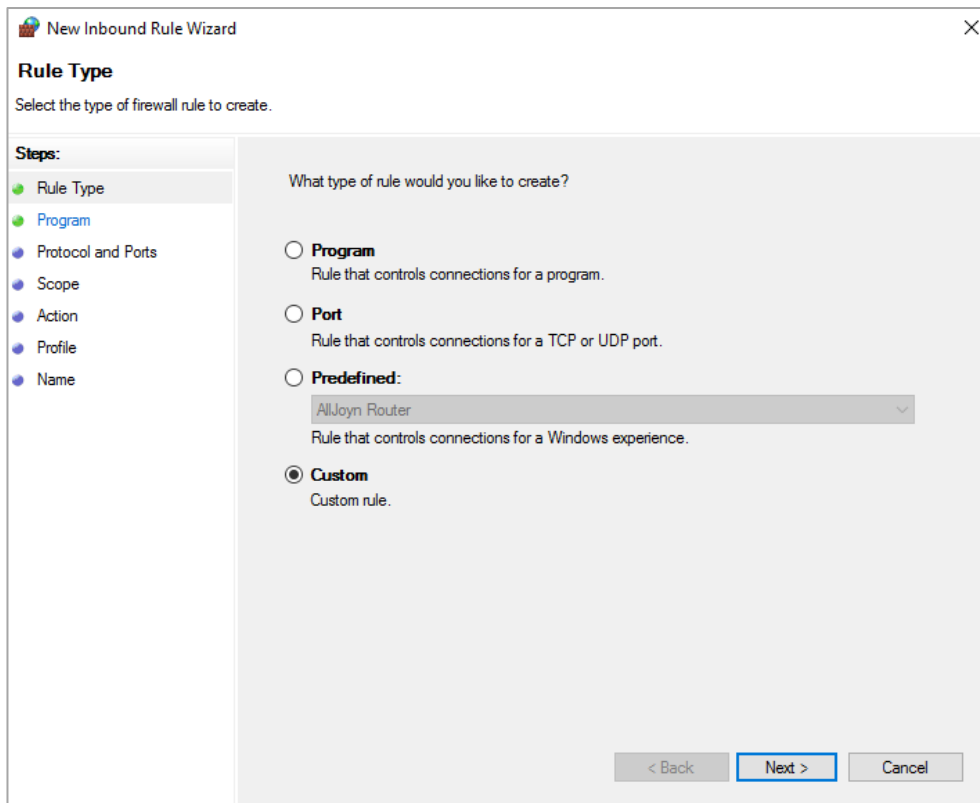 New Inbound Rule Wizard
Rule Type
Select the type of firewall rule to create.
Steps:
Rule Type
Program
Protocol and Ports
Scope
Action
Profile
Name
What type of rule would you like to create?
Program
Rule that controls connections for a program.
Port
Rule that controls connections for a TCP or UDP port.
Predefined:
AllJoyn Router
Rule that controls connections for a Windows experience.
Custom
Custom rule.
< Back Next > Cancel